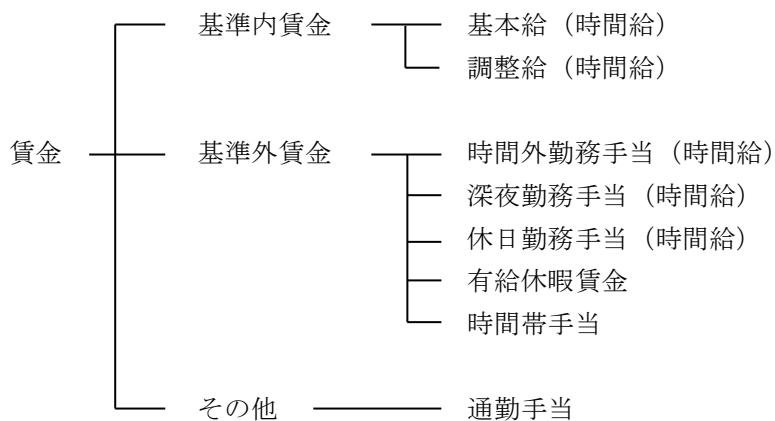 基準内賃金 基本給（時間給）
調整給（時間給）
賃金 基準外賃金 時間外勤務手当（時間給）
深夜勤務手当（時間給）
休日勤務手当（時間給）
有給休暇賃金
時間帯手当
その他 通勤手当